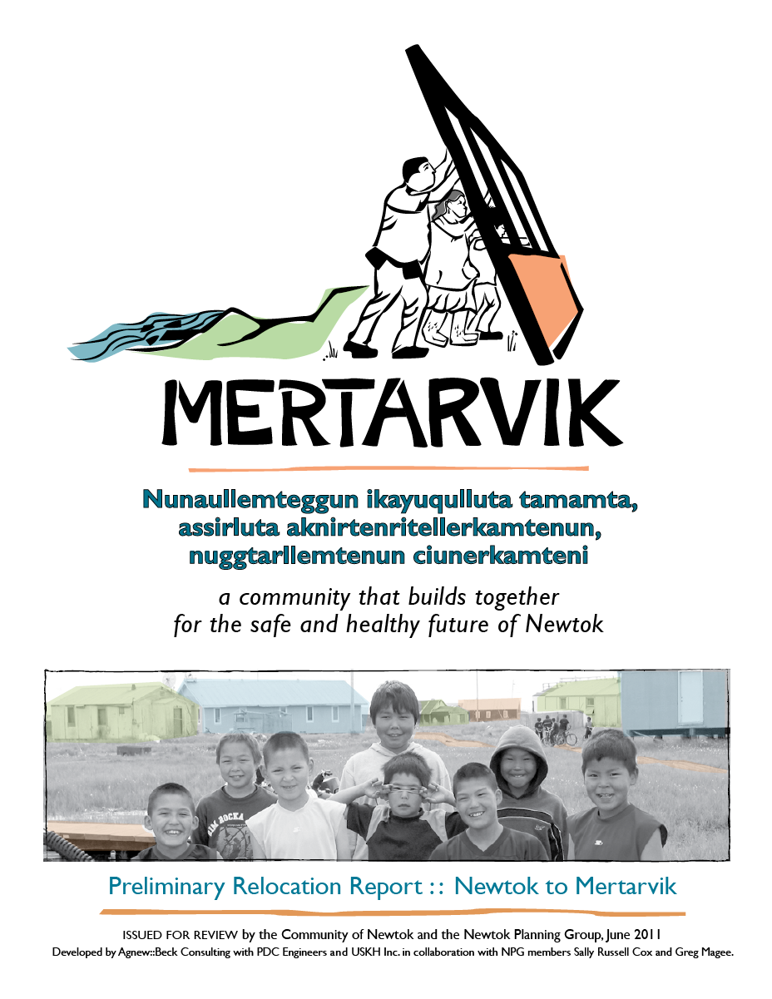 MERTARVIK
Nunaullemteggun ikayuqulluta tamamta,
assirluta aknirtenritellerkamtenun,
nuggtarllemtenun ciunerkamteni
a community that builds together
for the safe and healthy future of Newtok
Preliminary Relocation Report :: Newtok to Mertarvik
ISSUED FOR REVIEW by the Community of Newtok and the Newtok Planning Group, June 2011
Developed by Agnew::Beck Consulting with PDC Engineers and USKH Inc. in collaboration with NPG members Sally Russell Cox and Greg Magee.